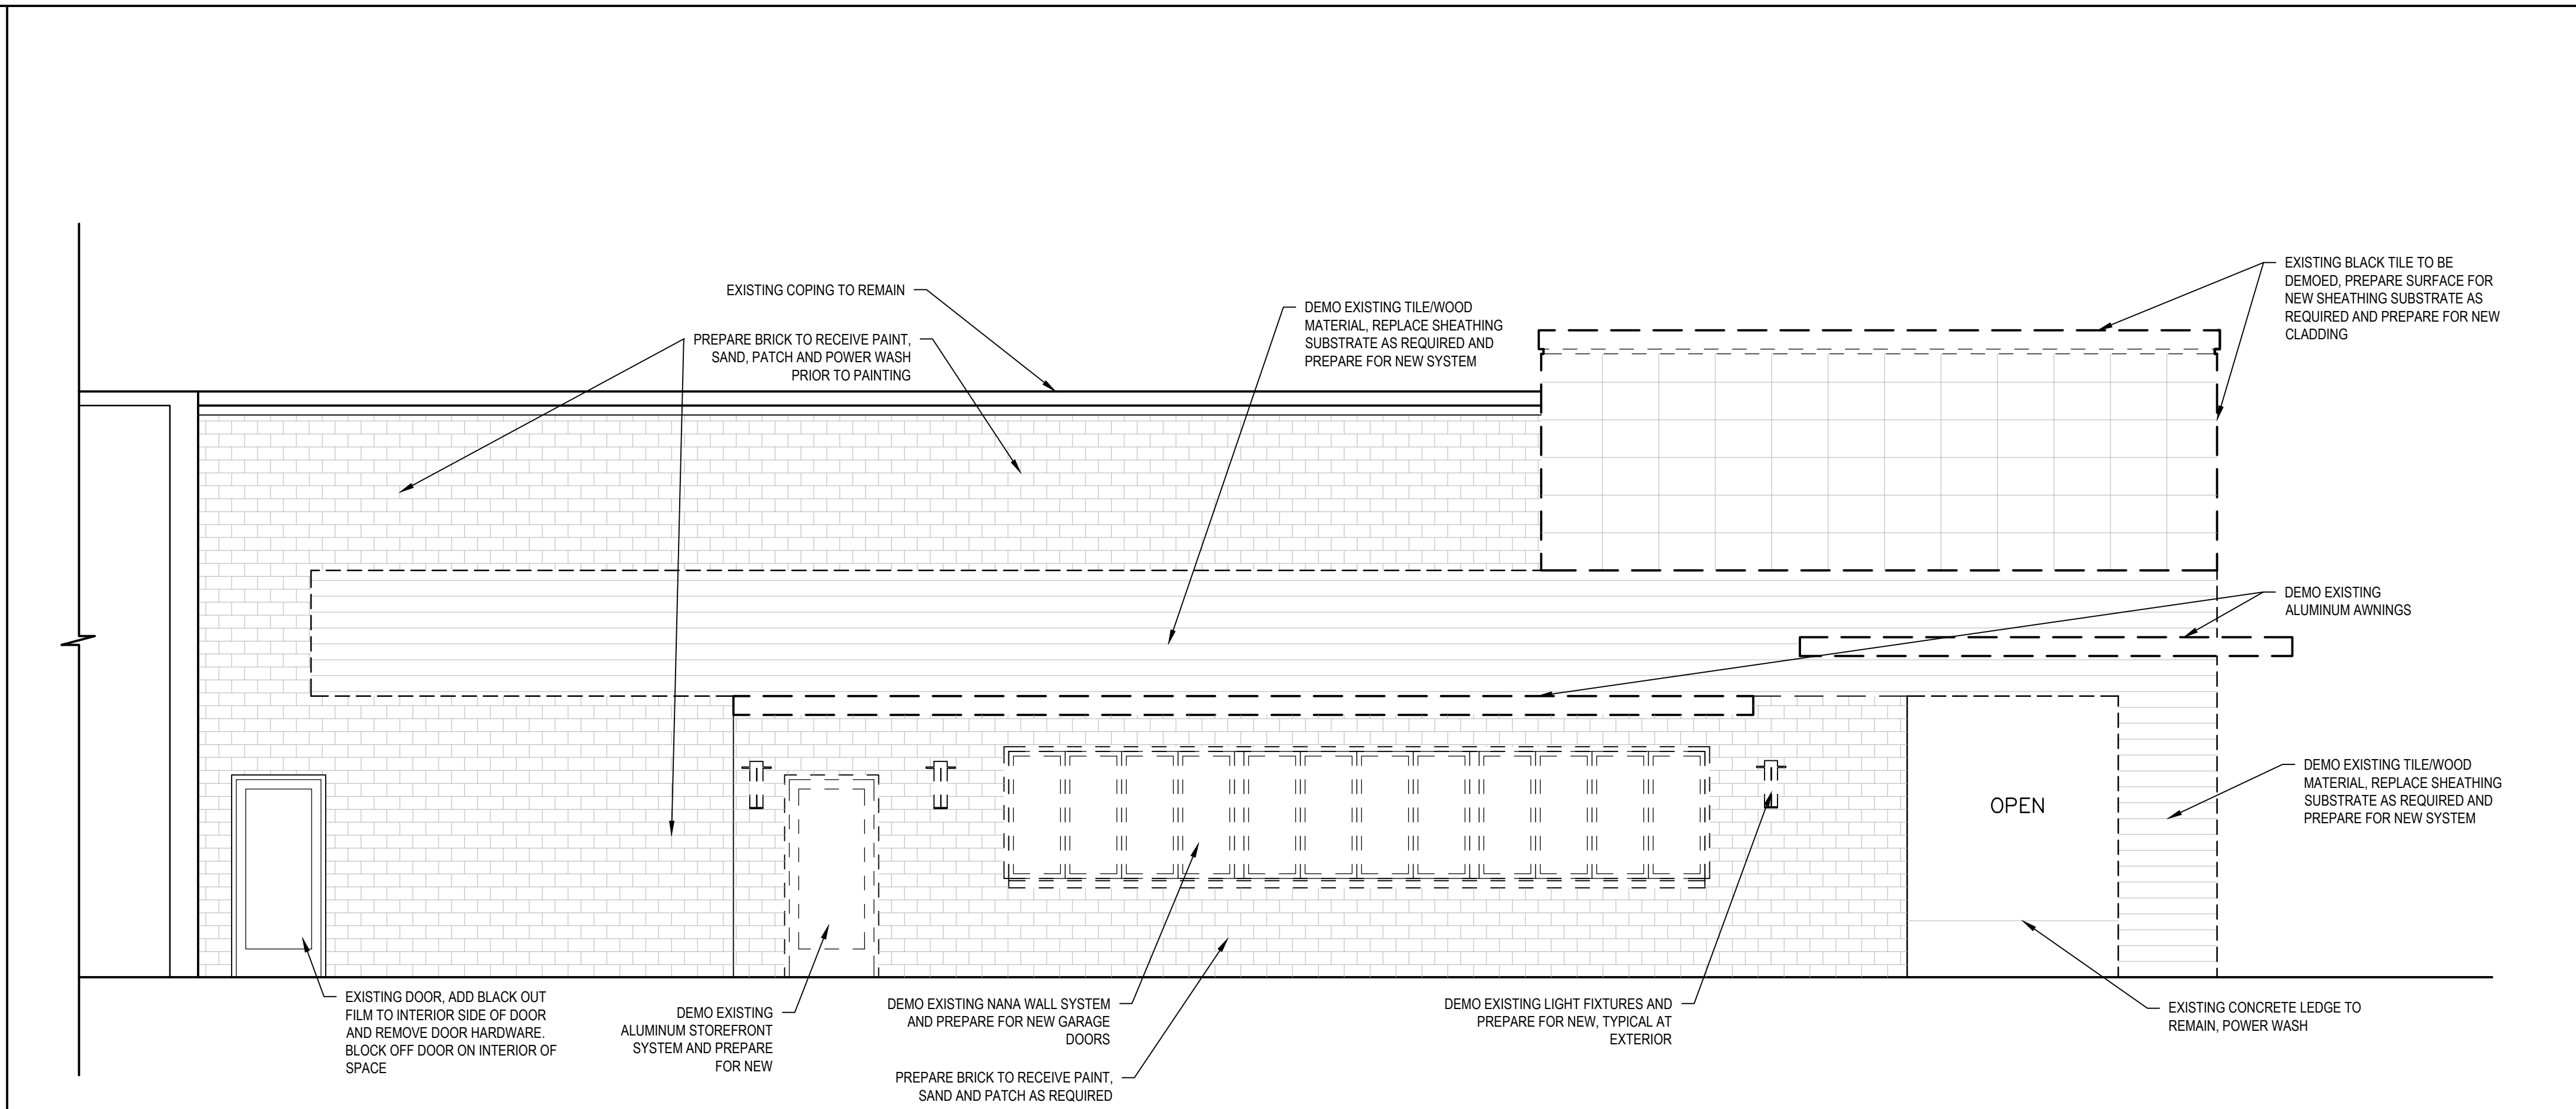 EXISTING COPING TO REMAIN
PREPARE BRICK TO RECEIVE PAINT,
SAND, PATCH AND POWER WASH
PRIOR TO PAINTING
DEMO EXISTING TILE/WOOD
MATERIAL, REPLACE SHEATHING
SUBSTRATE AS REQUIRED AND
PREPARE FOR NEW SYSTEM
EXISTING BLACK TILE TO BE
DEMOED, PREPARE SURFACE FOR
NEW SHEATHING SUBSTRATE AS
REQUIRED AND PREPARE FOR NEW
CLADDING
DEMO EXISTING
ALUMINUM AWNINGS
DEMO EXISTING TILE/WOOD
MATERIAL, REPLACE SHEATHING
SUBSTRATE AS REQUIRED AND
PREPARE FOR NEW SYSTEM
OPEN
EXISTING DOOR, ADD BLACK OUT
FILM TO INTERIOR SIDE OF DOOR
AND REMOVE DOOR HARDWARE.
BLOCK OFF DOOR ON INTERIOR OF
SPACE
DEMO EXISTING
ALUMINUM STOREFRONT
SYSTEM AND PREPARE
FOR NEW
DEMO EXISTING NANA WALL SYSTEM
AND PREPARE FOR NEW GARAGE
DOORS
PREPARE BRICK TO RECEIVE PAINT,
SAND AND PATCH AS REQUIRED
DEMO EXISTING LIGHT FIXTURES AND
PREPARE FOR NEW, TYPICAL AT
EXTERIOR
EXISTING CONCRETE LEDGE TO
REMAIN, POWER WASH